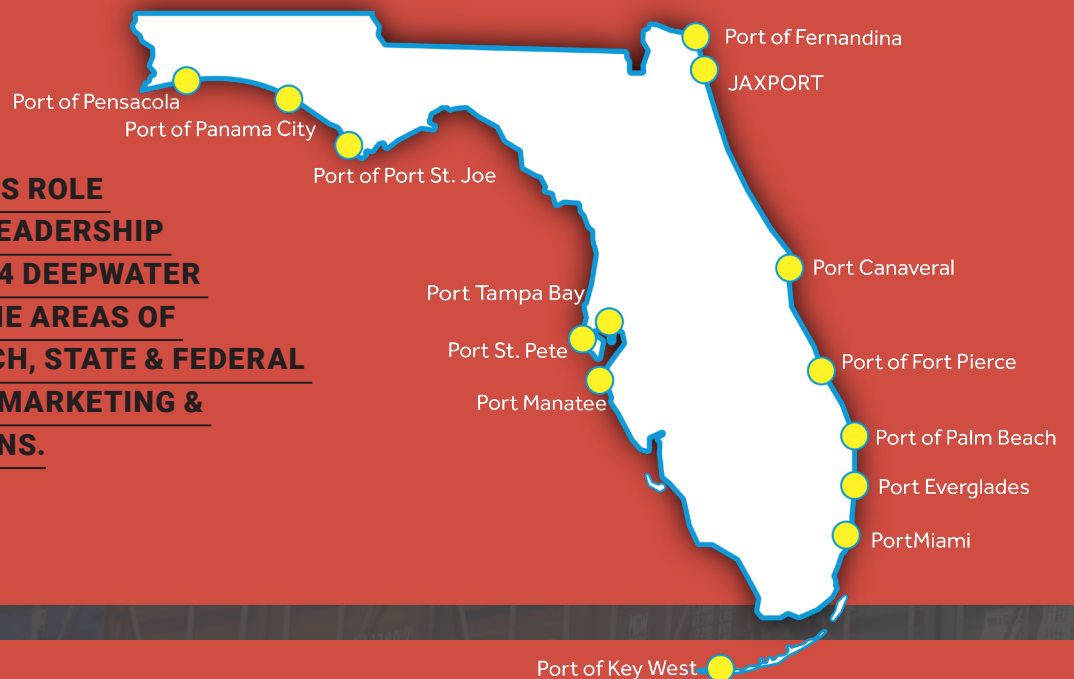 Port of Fernandina
JAXPORT
Port of Pensacola
Port of Panama City
Port of Port St. Joe
S ROLE
EADERSHIP
4 DEEPWATER
E AREAS OF
CH, STATE & FEDERAL
MARKETING &
NS.
Port Canaveral
Port Tampa Bay
Port St. Pete
Port Manatee
Port of Fort Pierce
Port of Palm Beach
Port Everglades
PortMiami
Port of Key West